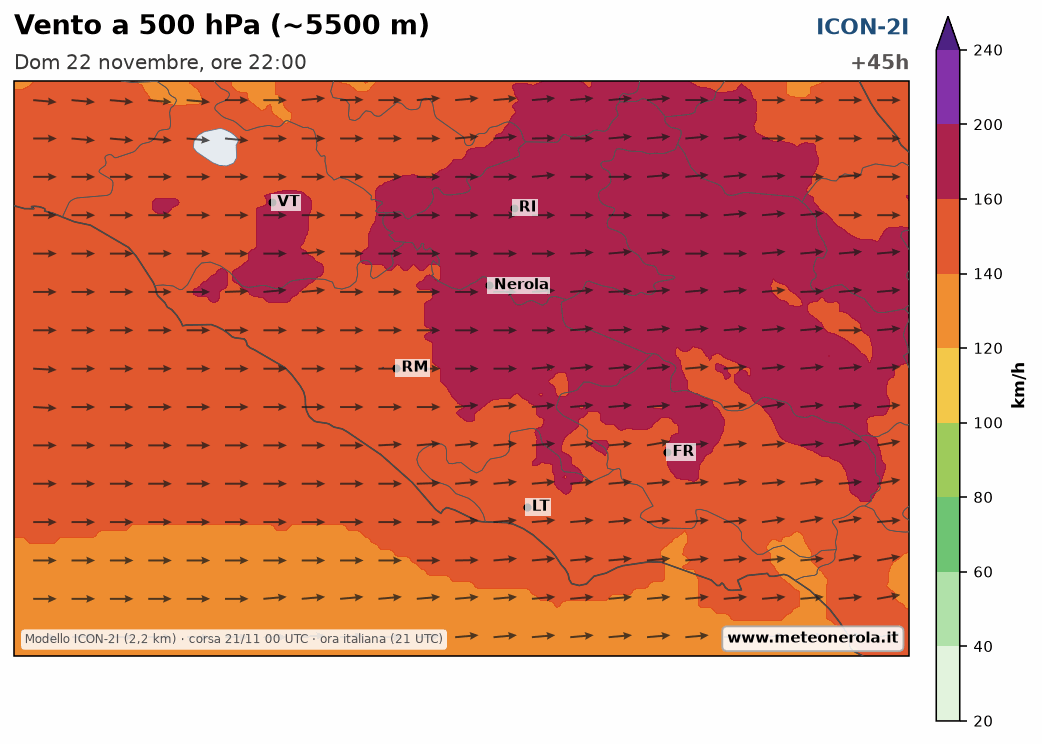 Vento a 500 hPa (~5500 m)
ICON-2I
Dom 22 novembre, ore 22:00
+45h
VT
RI
Nerola
RM
FR
LT
Modello ICON-2I (2,2 km) · corsa 21/11 00 UTC · ora italiana (21 UTC)
www.meteonerola.it
240
200
160
140
120
100
80
60
40
20
km/h